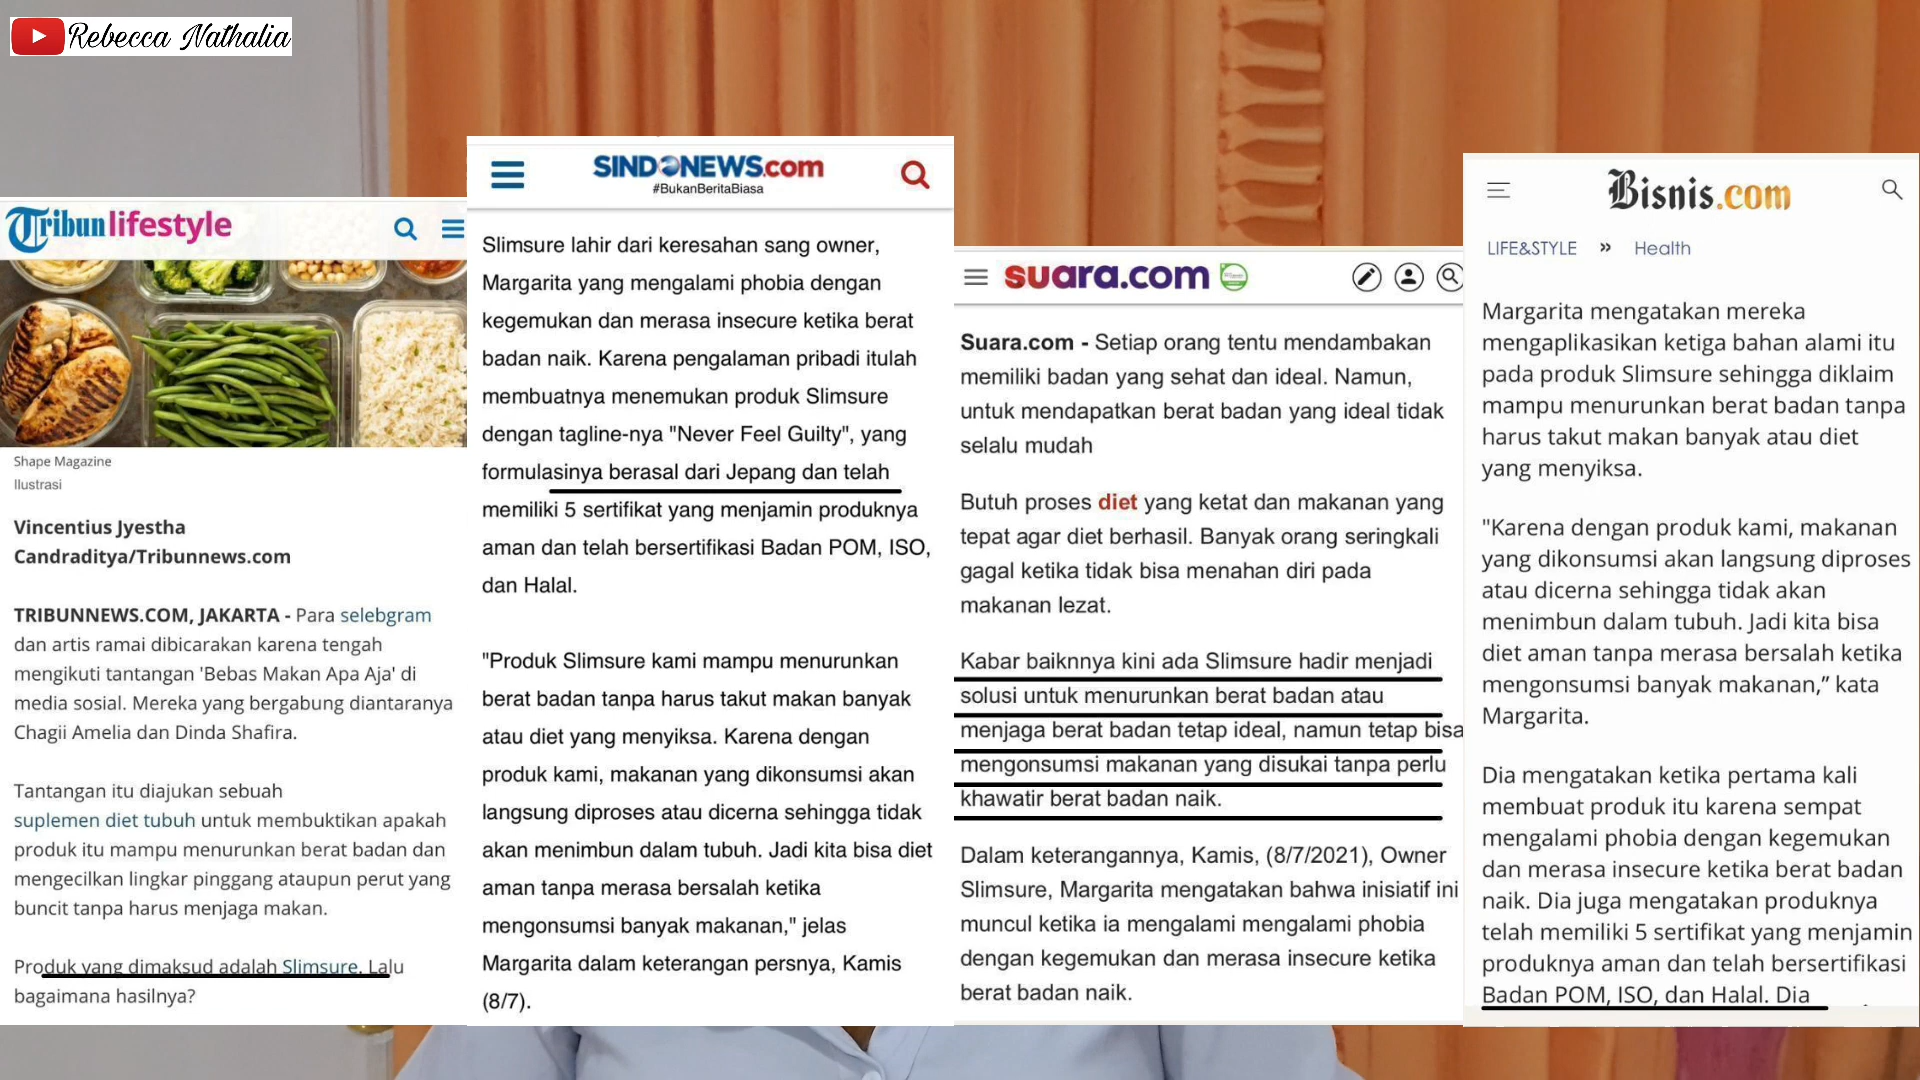 Rebecca Nathalia
Tribun lifestyle
Shape Magazine
Ilustrasi
Vincentius Jyestha
Candraditya/Tribunnews.com
TRIBUNNEWS.COM, JAKARTA - Para selebgram
dan artis ramai dibicarakan karena tengah
mengikuti tantangan 'Bebas Makan Apa Aja' di
media sosial. Mereka yang bergabung diantaranya
Chagii Amelia dan Dinda Shafira.
Tantangan itu diajukan sebuah
suplemen diet tubuh untuk membuktikan apakah
produk itu mampu menurunkan berat badan dan
mengecilkan lingkar pinggang ataupun perut yang
buncit tanpa harus menjaga makan.
Produk yang dimaksud adalah Slimsure. Lalu
bagaimana hasilnya?
SINDONEWS.com
#BukanBeritaBiasa
Slimsure lahir dari keresahan sang owner,
Margarita yang mengalami phobia dengan
kegemukan dan merasa insecure ketika berat
badan naik. Karena pengalaman pribadi itulah
membuatnya menemukan produk Slimsure
dengan tagline-nya "Never Feel Guilty", yang
formulasinya berasal dari Jepang dan telah
memiliki 5 sertifikat yang menjamin produknya
aman dan telah bersertifikasi Badan POM, ISO,
dan Halal.
"Produk Slimsure kami mampu menurunkan
berat badan tanpa harus takut makan banyak
atau diet yang menyiksa. Karena dengan
produk kami, makanan yang dikonsumsi akan
langsung diproses atau dicerna sehingga tidak
akan menimbun dalam tubuh. Jadi kita bisa diet
aman tanpa merasa bersalah ketika
mengonsumsi banyak makanan," jelas
Margarita dalam keterangan persnya, Kamis
(8/7).
suara.com
Suara.com - Setiap orang tentu mendambakan
memiliki badan yang sehat dan ideal. Namun,
untuk mendapatkan berat badan yang ideal tidak
selalu mudah
Butuh proses diet yang ketat dan makanan yang
tepat agar diet berhasil. Banyak orang seringkali
gagal ketika tidak bisa menahan diri pada
makanan lezat.
Kabar baiknnya kini ada Slimsure hadir menjadi
solusi untuk menurunkan berat badan atau
menjaga berat badan tetap ideal, namun tetap bisa
mengonsumsi makanan yang disukai tanpa perlu
khawatir berat badan naik.
Dalam keterangannya, Kamis, (8/7/2021), Owner
Slimsure, Margarita mengatakan bahwa inisiatif ini
muncul ketika ia mengalami mengalami phobia
dengan kegemukan dan merasa insecure ketika
berat badan naik.
Bisnis.com
LIFE&STYLE » Health
Margarita mengatakan mereka
mengaplikasikan ketiga bahan alami itu
pada produk Slimsure sehingga diklaim
mampu menurunkan berat badan tanpa
harus takut makan banyak atau diet
yang menyiksa.
"Karena dengan produk kami, makanan
yang dikonsumsi akan langsung diproses
atau dicerna sehingga tidak akan
menimbun dalam tubuh. Jadi kita bisa
diet aman tanpa merasa bersalah ketika
mengonsumsi banyak makanan,” kata
Margarita.
Dia mengatakan ketika pertama kali
membuat produk itu karena sempat
mengalami phobia dengan kegemukan
dan merasa insecure ketika berat badan
naik. Dia juga mengatakan produknya
telah memiliki 5 sertifikat yang menjamin
produknya aman dan telah bersertifikasi
Badan POM, ISO, dan Halal. Dia